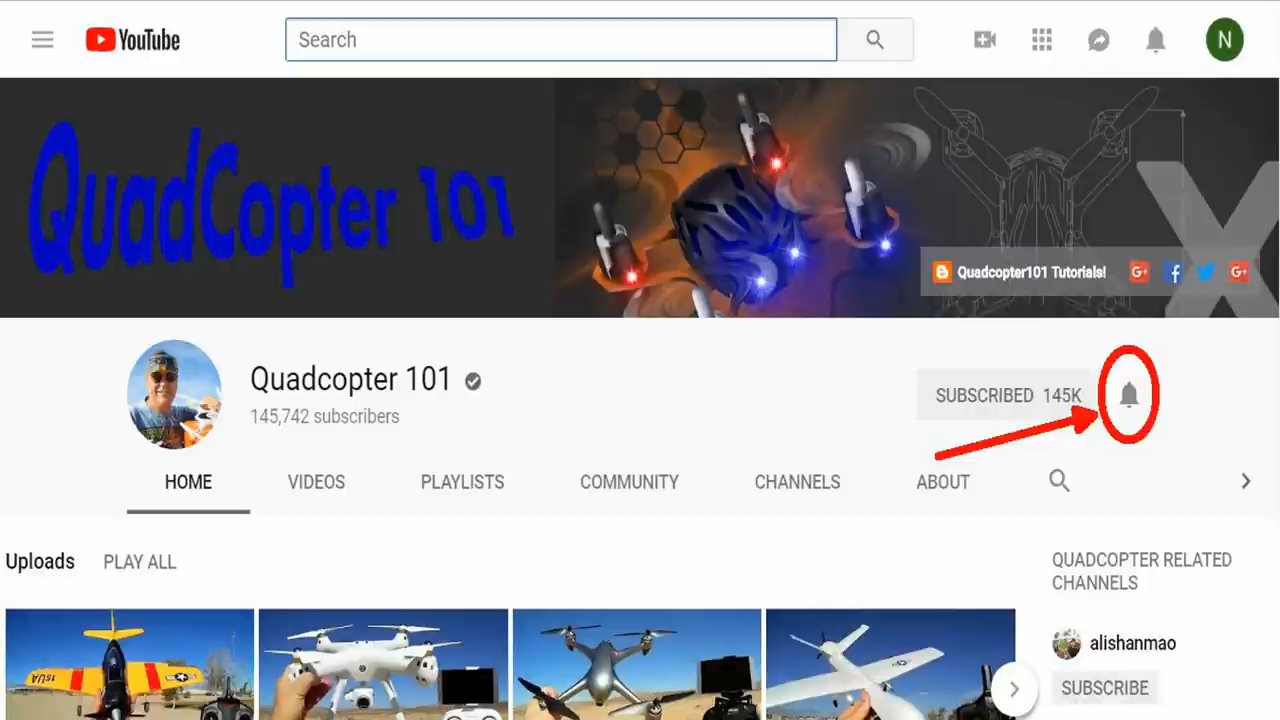 YouTube
Search
N
QuadCopter 101
X
Quadcopter101 Tutorials!
Quadcopter 101
145,742 subscribers
SUBSCRIBED 145K
HOME VIDEOS PLAYLISTS COMMUNITY CHANNELS ABOUT
Uploads PLAY ALL
QUADCOPTER RELATED
CHANNELS
alishanmao
SUBSCRIBE